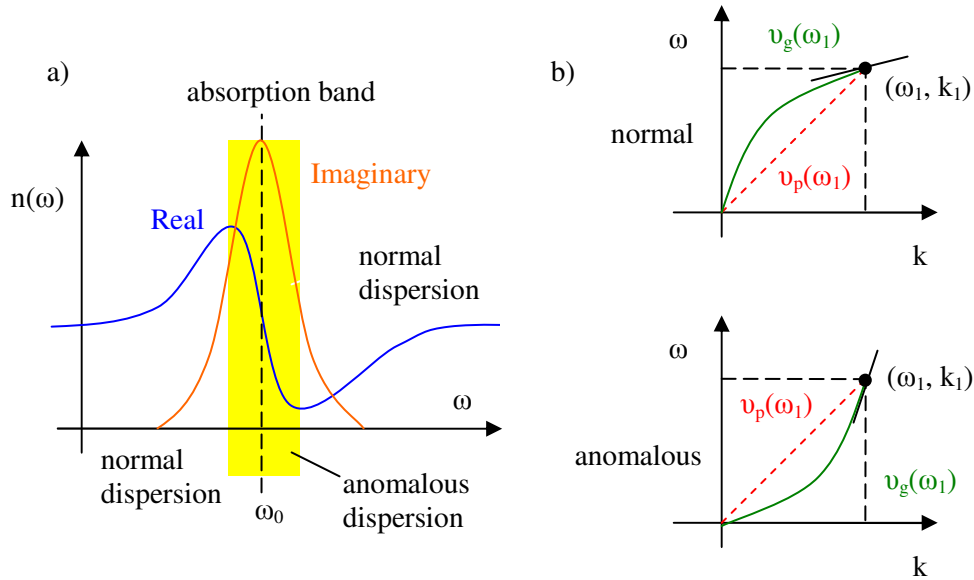 a)
absorption band
n(ω)
Real
Imaginary
normal
dispersion
ω
normal
dispersion
ω₀
anomalous
dispersion
b)
ω
υg(ω₁)
(ω₁, k₁)
normal
υp(ω₁)
k
ω
(ω₁, k₁)
υp(ω₁)
anomalous
υg(ω₁)
k